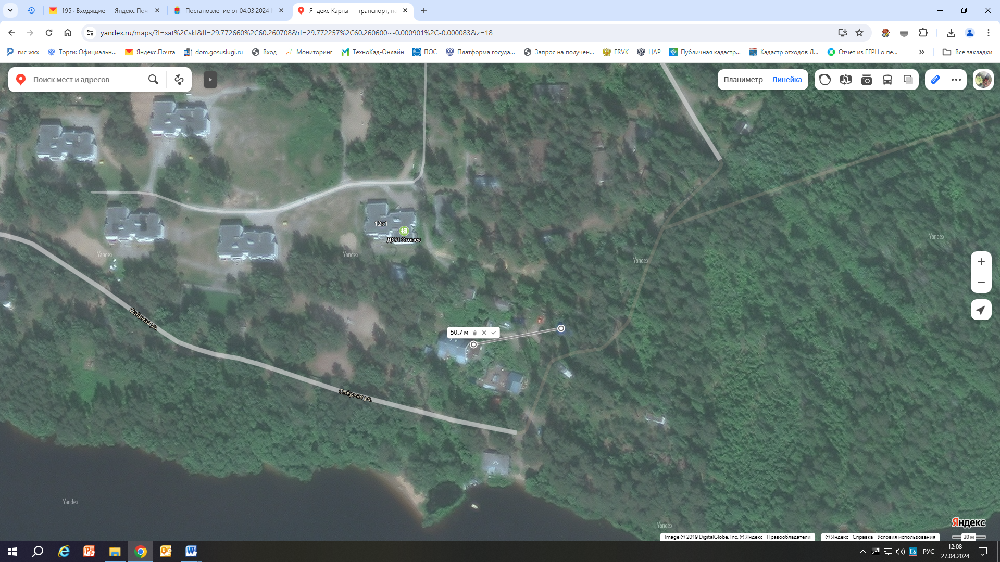 195 · Входящие — Яндекс Поч
Постановление от 04.03.2024
Яндекс Карты — транспорт, на
yandex.ru/maps/?l=sat%2Cskl&ll=29.772660%2C60.260708&rl=29.772257%2C60.260600~-0.000901%2C-0.000083&z=18
гис жкх
Торги: Официальн...
Яндекс.Почта
dom.gosuslugi.ru
Вход
Мониторинг
ТехноКад-Онлайн
ПОС
Платформа госуда...
Запрос на получен...
ERVK
ЦАР
Публичная кадастр...
Кадастр отходов Л...
Отчет из ЕГРН о пе...
Все закладки
Поиск мест и адресов
Планиметр
Линейка
12к1
ДОЛ Огонек
Yandex
Yandex
Yandex
Yandex
Озёрная ул.
50.7 м
Озёрная ул.
Yandex
Yandex
Яндекс
Image © 2019 DigitalGlobe, Inc. © Яндекс Правообладатели
© Яндекс Справка Условия использования
20 м
РУС
12:08
27.04.2024